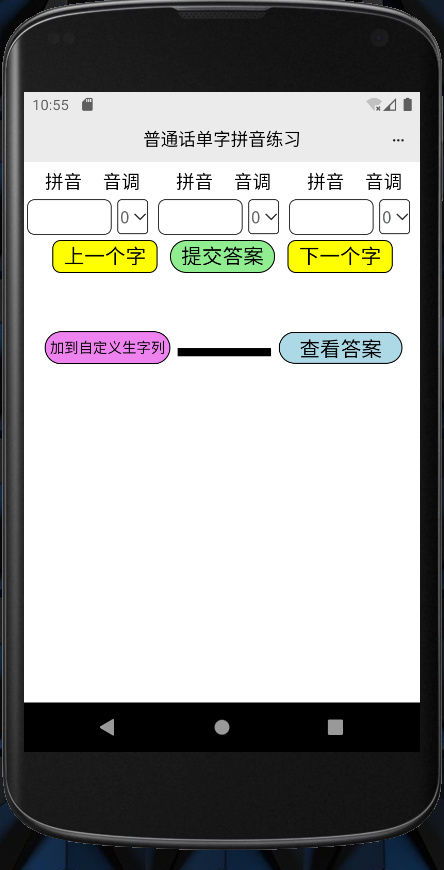 10:55
普通话单字拼音练习
拼音 音调 拼音 音调 拼音 音调
0 0 0
上一个字 提交答案 下一个字
加到自定义生字列 查看答案